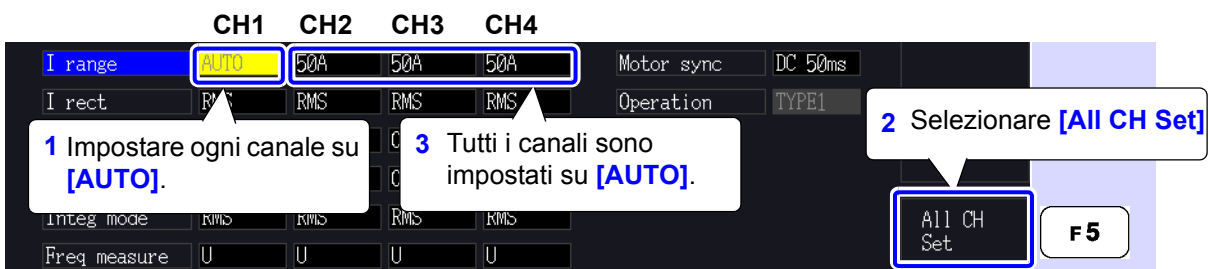 CH1 CH2 CH3 CH4
I range AUTO 50A 50A 50A Motor sync DC 50ms
I rect RMS RMS RMS RMS Operation TYPE1
1 Impostare ogni canale su
[AUTO].
3 Tutti i canali sono
impostati su [AUTO].
2 Selezionare [All CH Set]
Integ mode RMS RMS RMS RMS
Freq measure U U U U
All CH
Set
F5